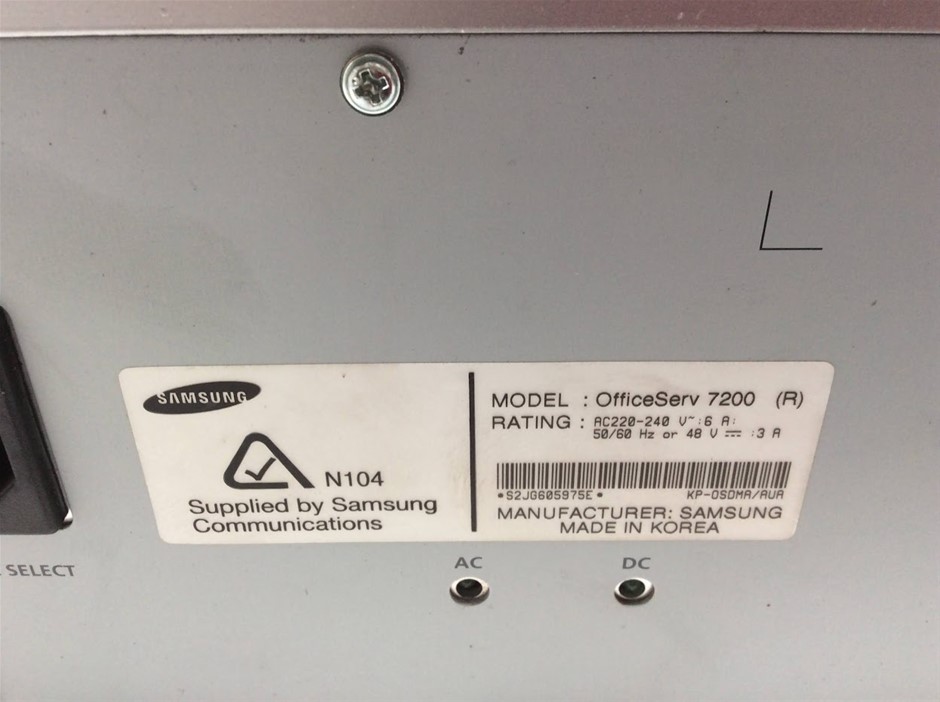 SAMSUNG
N104
Supplied by Samsung
Communications
MODEL : OfficeServ 7200 (R)
RATING : AC220-240 V~:6 A:
50/60 Hz or 48 V ⎓ :3 A
*S2JG605975E* KP-OSDMA/AUA
MANUFACTURER: SAMSUNG
MADE IN KOREA
SELECT
AC DC